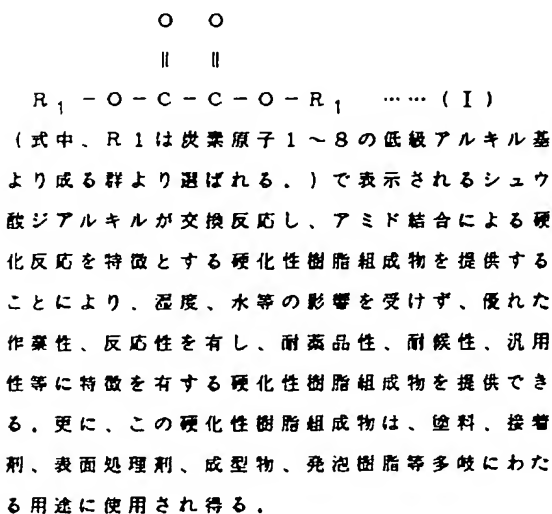 O O
‖ ‖
R₁－O－C－C－O－R₁ ……(Ⅰ)
(式中、R1は炭素原子1～8の低級アルキル基
より成る群より選ばれる.)で表示されるシュウ
酸ジアルキルが交換反応し、アミド結合による硬
化反応を特徴とする硬化性樹脂組成物を提供する
ことにより、湿度、水等の影響を受けず、優れた
作業性、反応性を有し、耐薬品性、耐候性、汎用
性等に特徴を有する硬化性樹脂組成物を提供でき
る.更に、この硬化性樹脂組成物は、塗料、接着
剤、表面処理剤、成型物、発泡樹脂等多岐にわた
る用途に使用され得る.